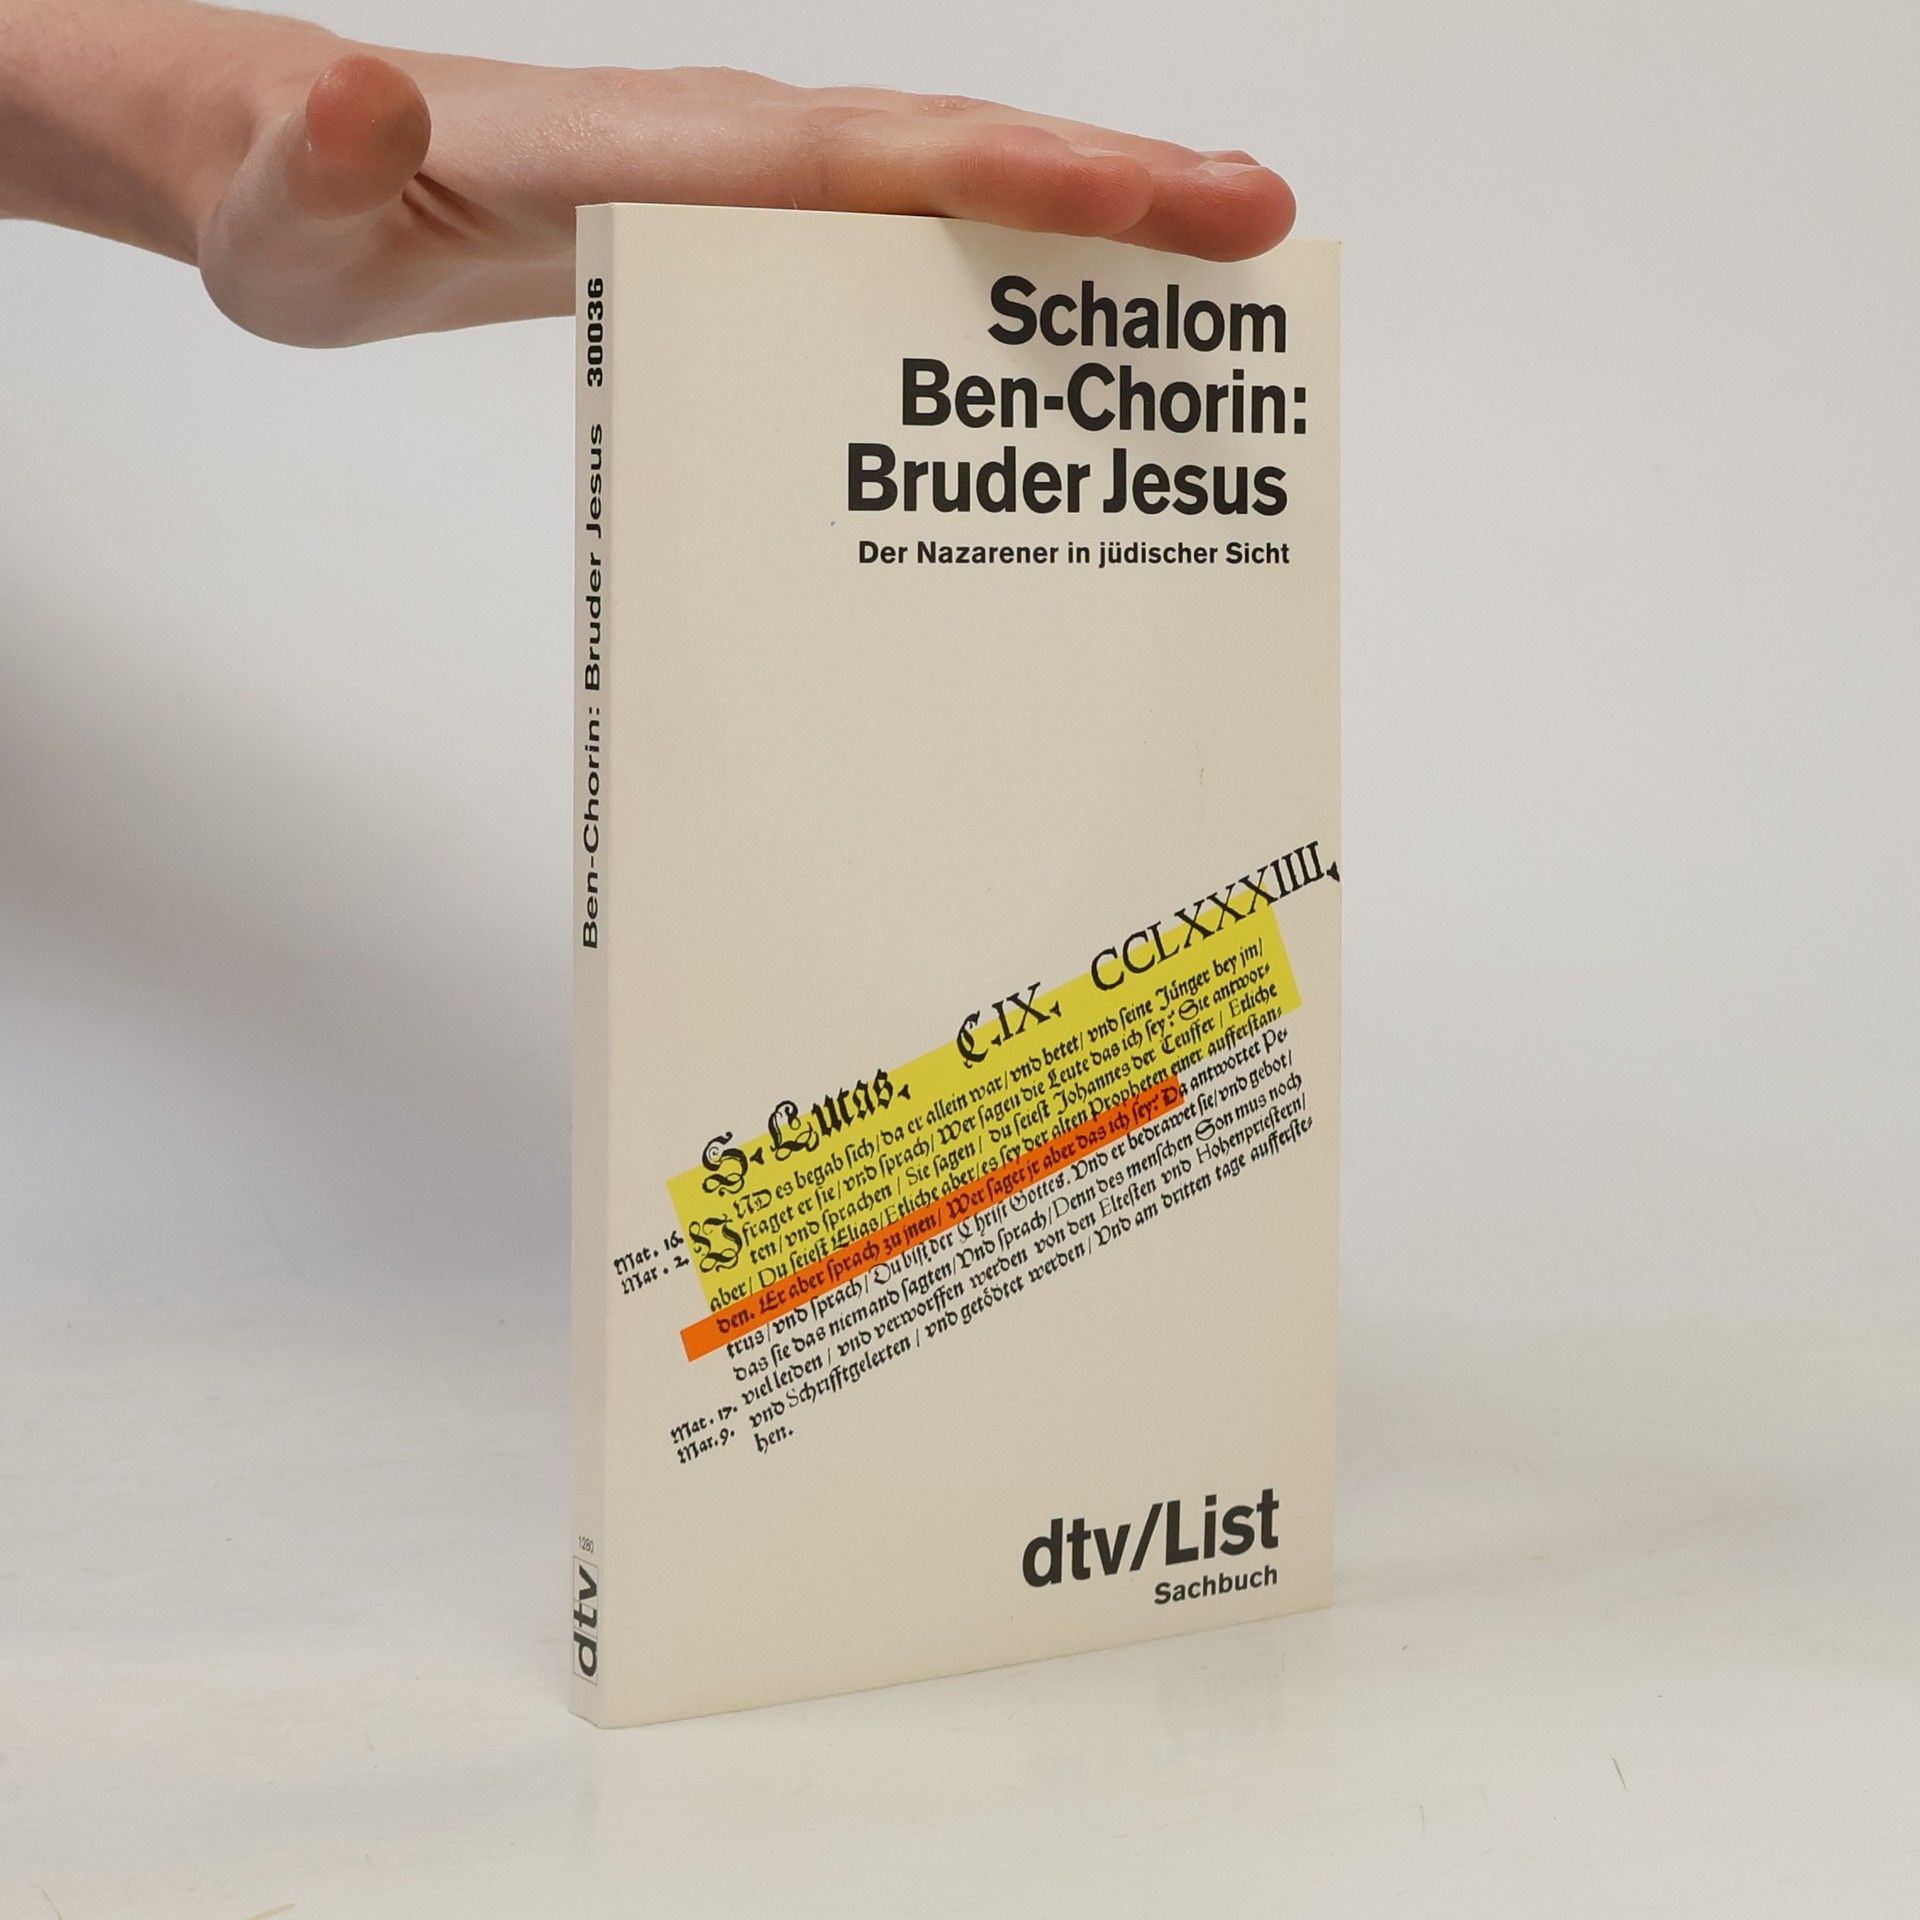 Schalom
Ben-Chorin:
Bruder Jesus
Der Nazarener in jüdischer Sicht
S. Lucas. C.IX. CCLXXXIIII.
VND es begab sich/da er allein war/vnd betet/vnd seine Jünger bey jm/
fraget er sie/vnd sprach/Wer sagen die Leute das ich sey? Sie antwor-
ten/vnd sprachen/Sie sagen/du seiest Johannes der Teuffer/Etliche
aber/Du seiest Elias/Etliche aber/es sey der alten Propheten einer aufferstan-
den. Er aber sprach zu jnen/Wer saget jr aber das ich sey? Da antwortet Pe-
trus/vnd sprach/Du bist der Christ Gottes. Vnd er bedrawet sie/vnd gebot/
das sie das niemand sagten/Vnd sprach/Denn des menschen Son mus noch
viel leiden/vnd verworffen werden von den Eltesten vnd Hohenpriestern/
vnd Schrifftgelerten/vnd getödtet werden/Vnd am dritten tage aufferste-
hen.
Mat. 16.
Mar. 2.
Mat. 17.
Mar. 9.
dtv/List
Sachbuch
Ben-Chorin: Bruder Jesus 30036
1280
dtv